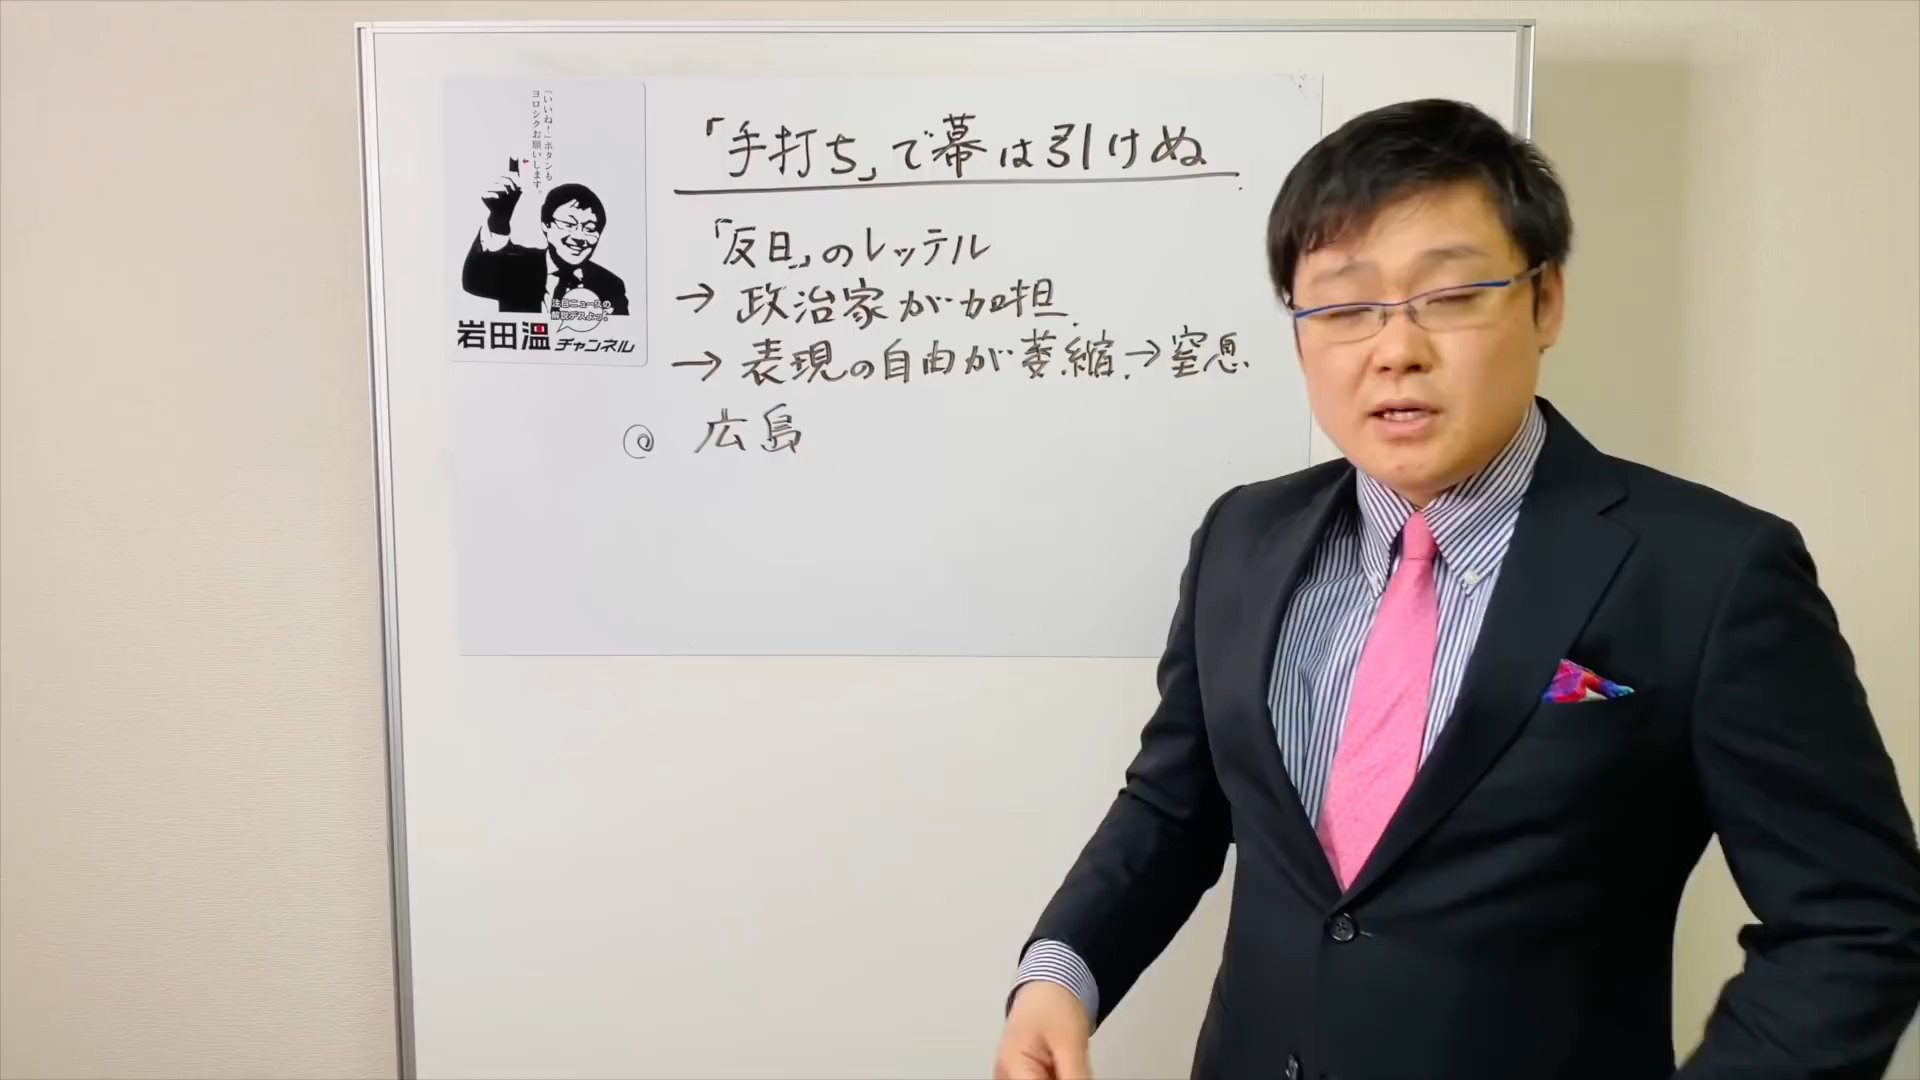 「いいね！」ボタンも
ヨロシクお願いします。
注目ニュースの
解説デスよっ！
岩田温
チャンネル
「手打ち」で幕は引けぬ
「反日」のレッテル
→ 政治家が加担.
→ 表現の自由が萎縮.→窒息
@ 広島